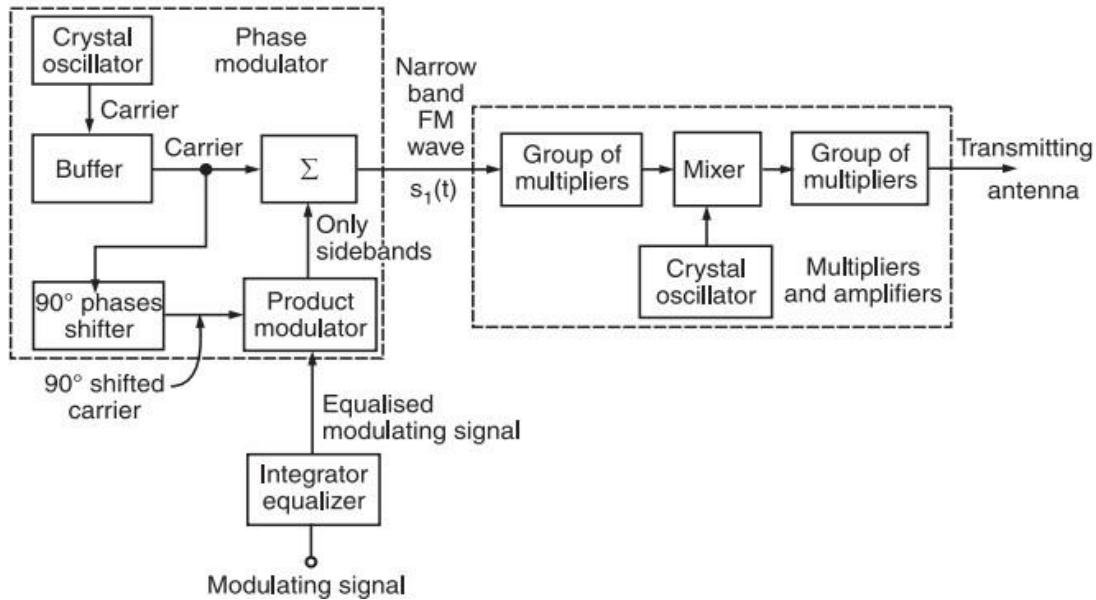 Crystal
oscillator
Phase
modulator
Carrier
Buffer
Carrier
Σ
Narrow
band
FM
wave
s₁(t)
Group of
multipliers
Mixer
Group of
multipliers
Transmitting
antenna
Only
sidebands
90° phases
shifter
Product
modulator
Crystal
oscillator
Multipliers
and amplifiers
90° shifted
carrier
Equalised
modulating signal
Integrator
equalizer
Modulating signal